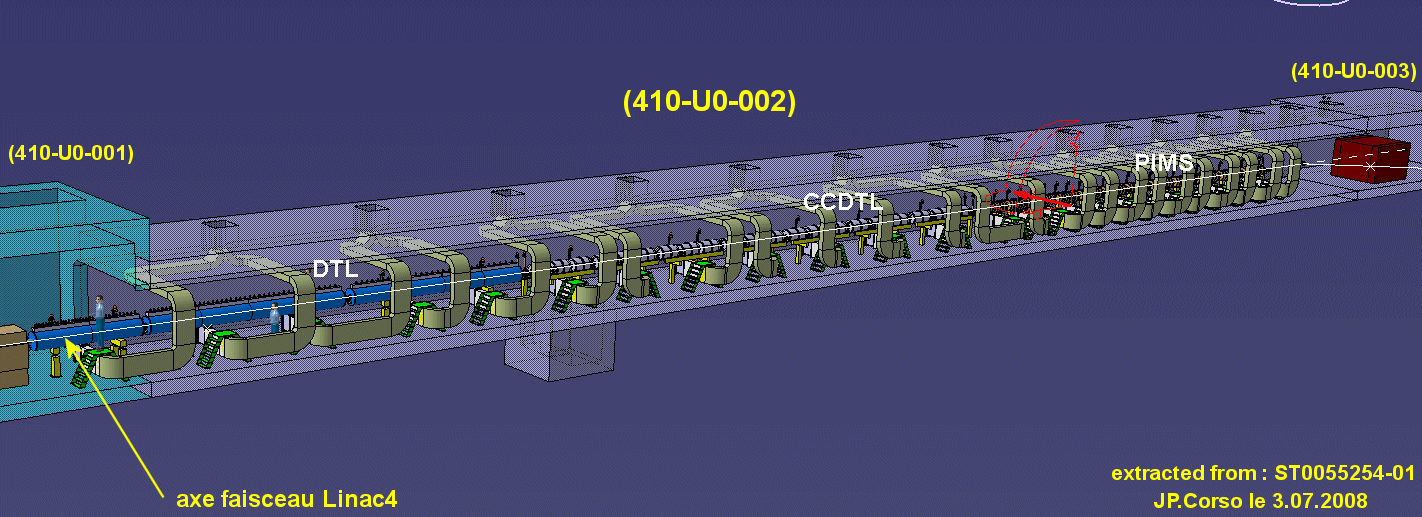 (410-U0-003)
(410-U0-002)
(410-U0-001)
PIMS
CCDTL
DTL
extracted from : ST0055254-01
axe faisceau Linac4
JP.Corso le 3.07.2008